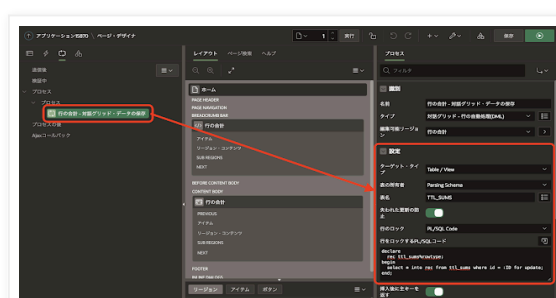 アプリケーション15870 \ ページ・デザイナ
1
実行
保存
レイアウト ページ検索 ヘルプ
プロセス
フィルタ
送信後
検証中
プロセス
プロセス
行の合計 - 対話グリッド・データの保存
プロセスの値
Ajaxコールバック
ホーム
PAGE HEADER
PAGE NAVIGATION
BREADCRUMB BAR
行の合計
アイテム
リージョン・コンテンツ
SUB REGIONS
NEXT
BEFORE CONTENT BODY
CONTENT BODY
行の合計
PREVIOUS
アイテム
リージョン・コンテンツ
SUB REGIONS
NEXT
FOOTER
リージョン アイテム ボタン
識別
名前 行の合計 - 対話グリッド・データの保存
タイプ 対話グリッド - 行の自動処理(DML)
編集可能リージョン 行の合計
設定
ターゲット・タイプ Table / View
表の所有者 Parsing Schema
表名 TTL_SUMS
失われた更新の防止
行のロック PL/SQL Code
行をロックするPL/SQLコード
declare
rec ttl_sums%rowtype;
begin
select * into rec from ttl_sums where id = :ID for update;
end;
挿入後に主キーを返す